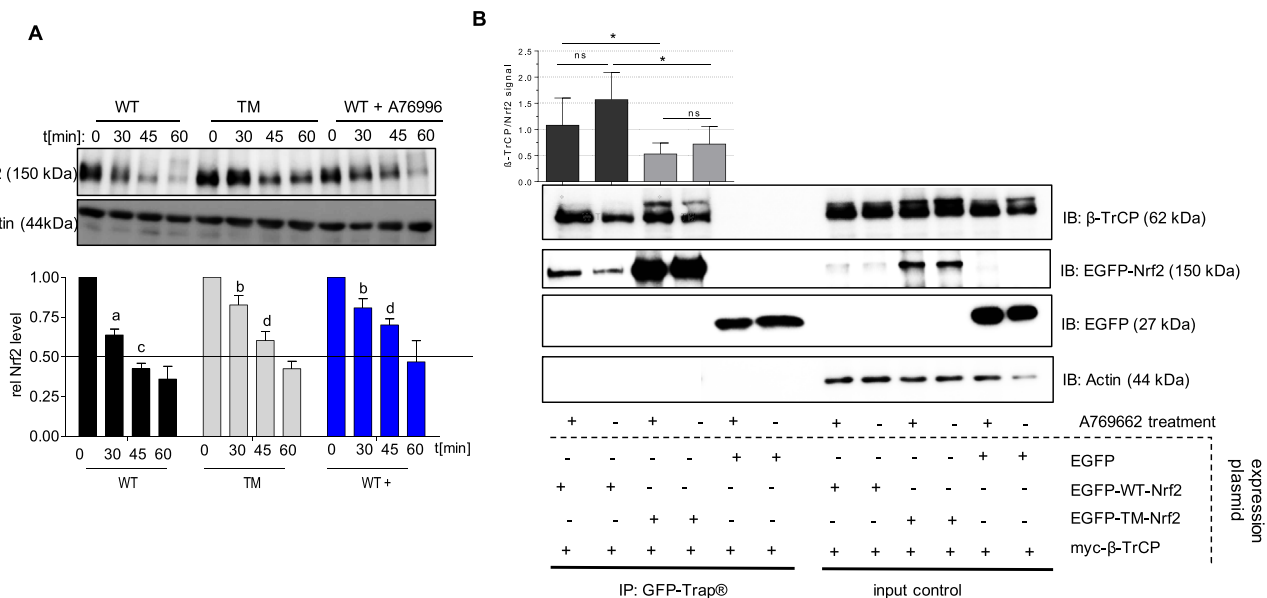 A
WT TM WT + A76996
t[min]: 0 30 45 60 0 30 45 60 0 30 45 60
2 (150 kDa)
tin (44kDa)
1.00
0.75
0.50
0.25
0.00
rel Nrf2 level
a c b d b d
0 30 45 60 0 30 45 60 0 30 45 60 t[min]
WT TM WT +
B
*
ns *
ns
2.5
2.0
1.5
1.0
0.5
0.0
ß-TrCP/Nrf2 signal
IB: β-TrCP (62 kDa)
IB: EGFP-Nrf2 (150 kDa)
IB: EGFP (27 kDa)
IB: Actin (44 kDa)
+ - + - + - + - + - + - A769662 treatment
- - - - + + - - - - + + EGFP
+ + - - - - + + - - - - EGFP-WT-Nrf2
- - + + - - - - + + - - EGFP-TM-Nrf2
+ + + + + + + + + + + + myc-β-TrCP
expression
plasmid
IP: GFP-Trap® input control